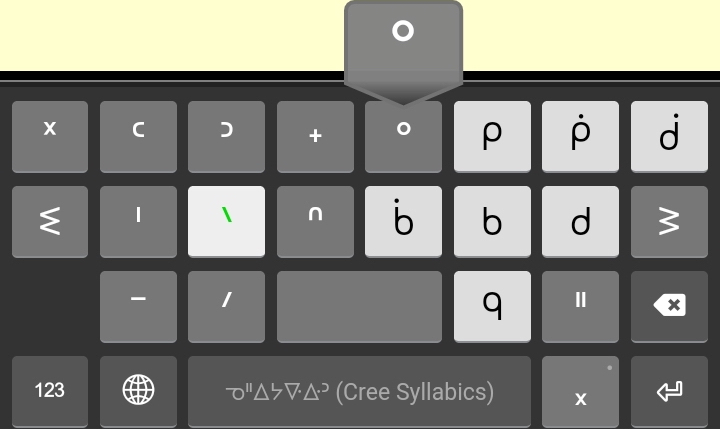 ᐤ
ᕽ ᒼ ᐣ ᐩ ᐤ ᑭ ᑮ ᑰ
ᕒ ᑊ ᐠ ᐢ ᑳ ᑲ ᑯ ᓬ
ᐨ ᐟ ᑫ ᐦ
123 ᓀᐦᐃᔭᐍᐏᐣ (Cree Syllabics) ᙮